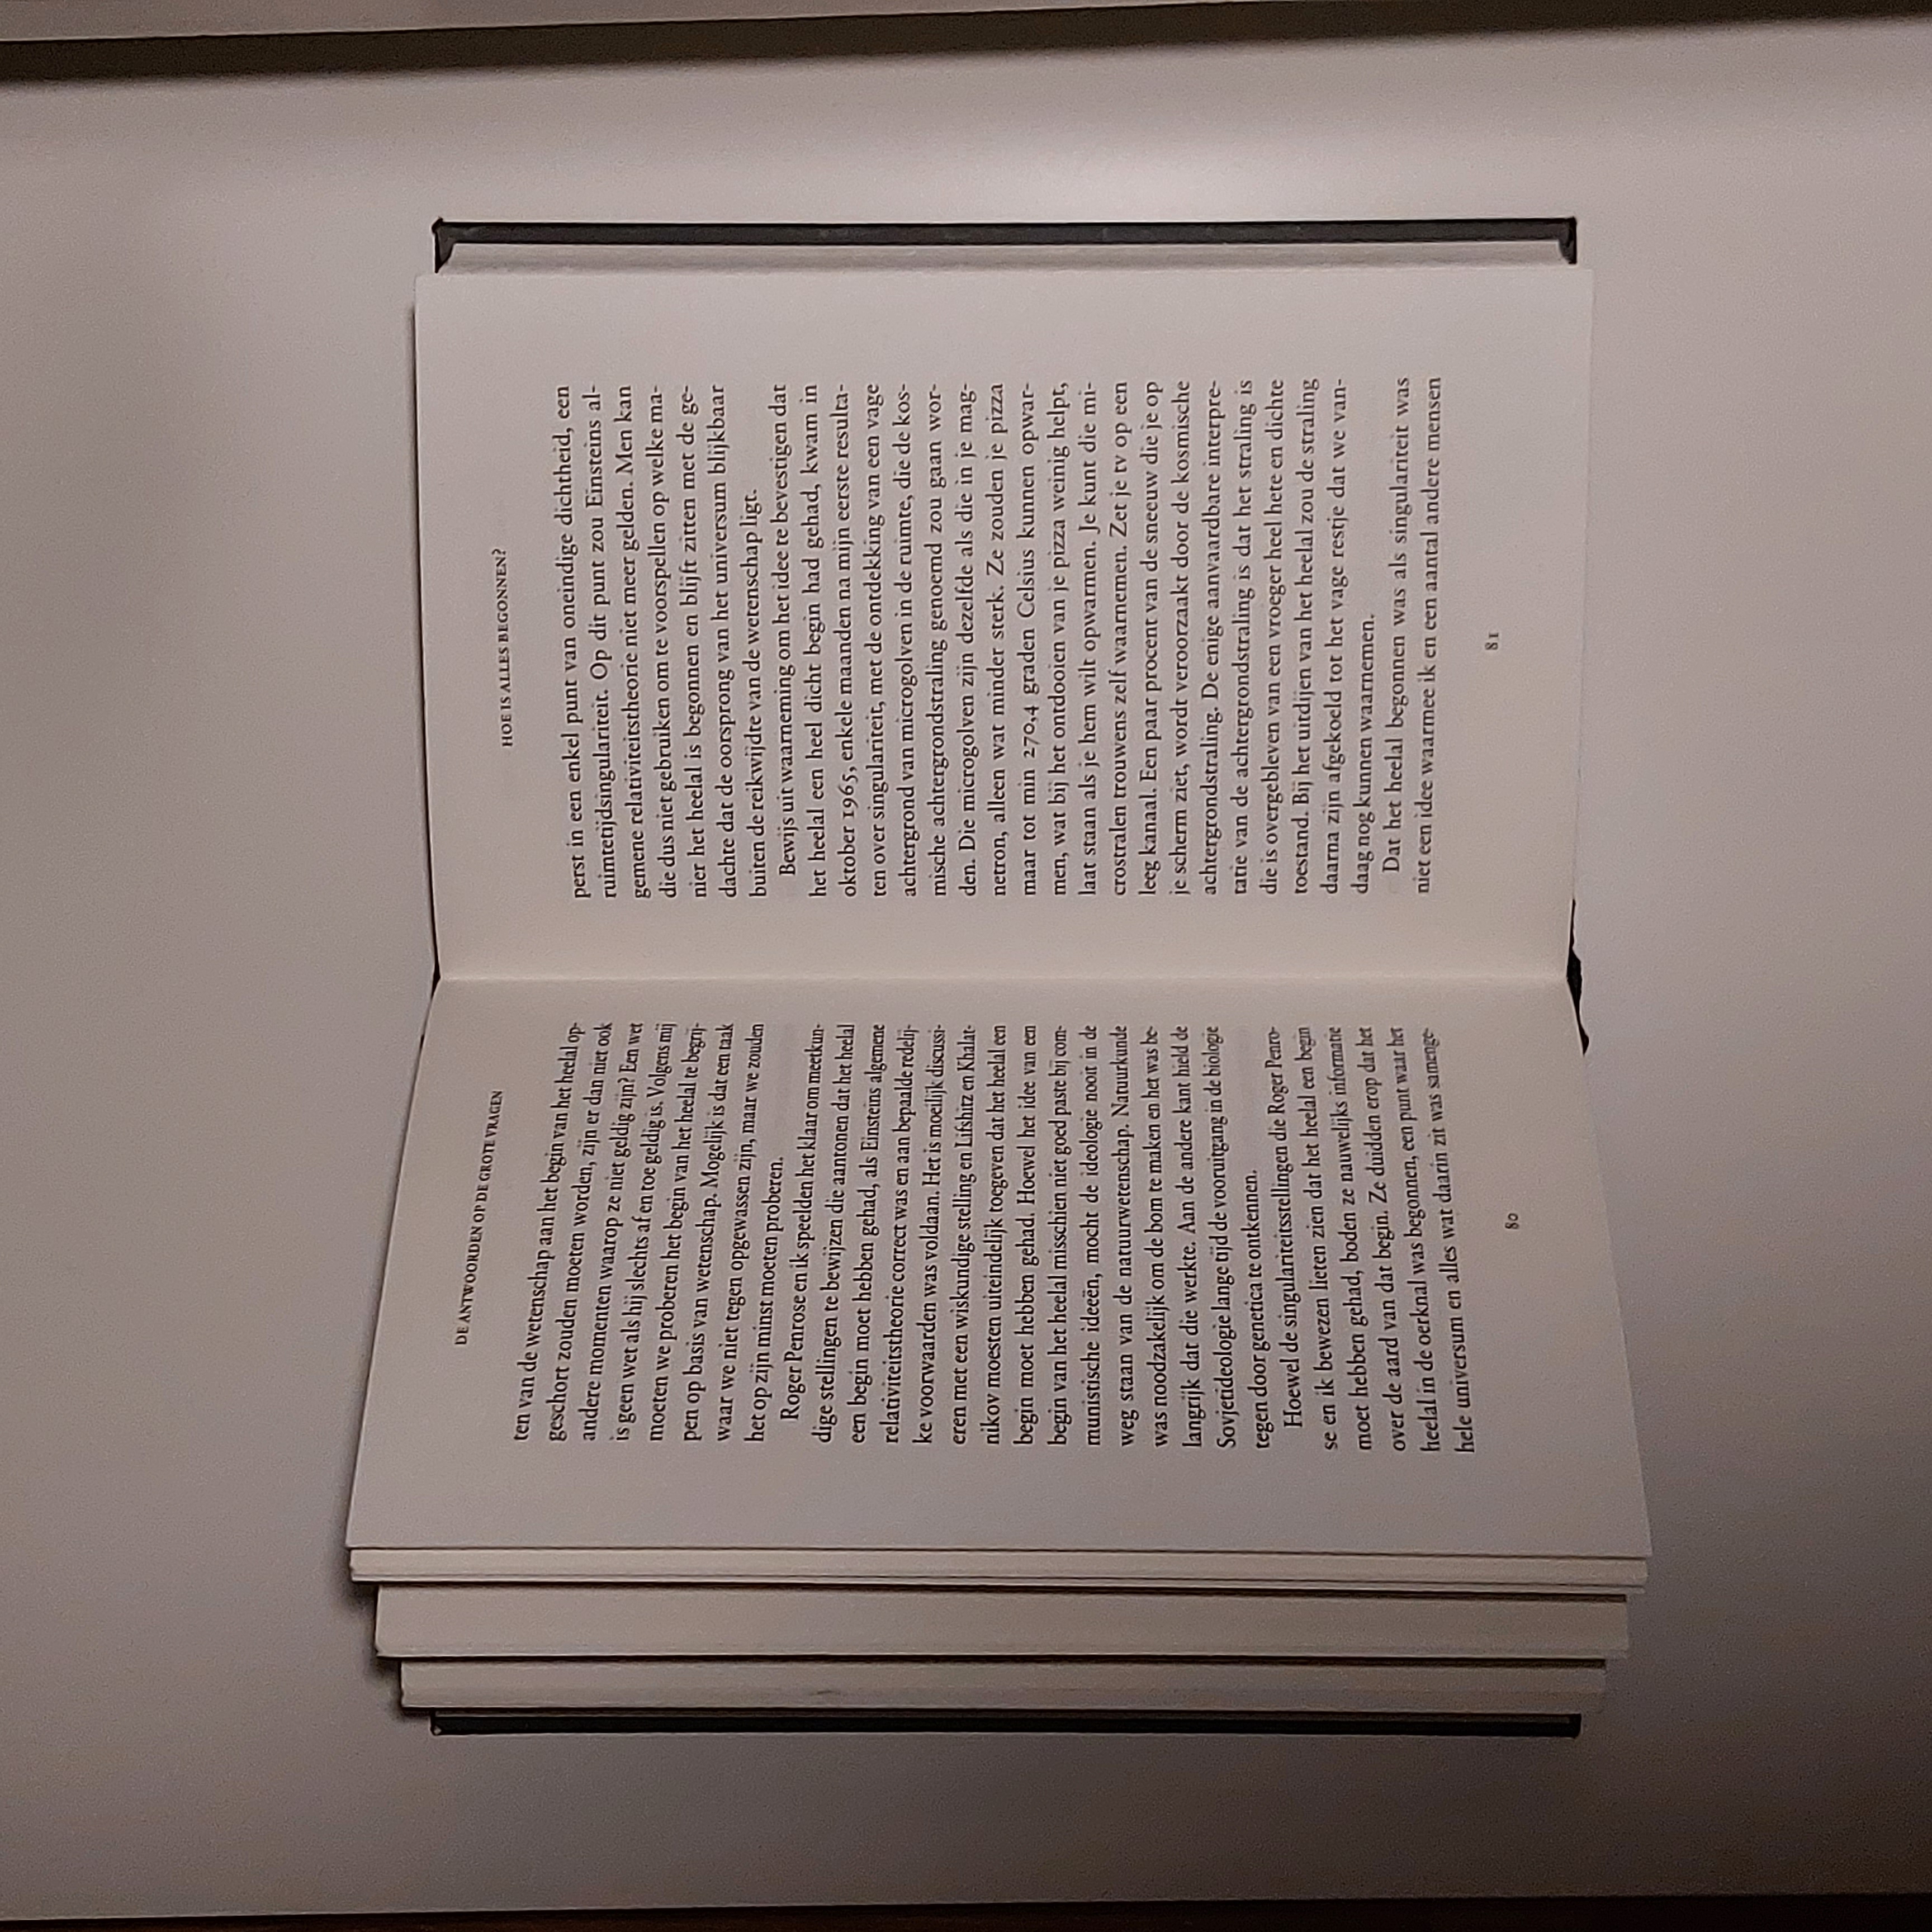 DE ANTWOORDEN OP DE GROTE VRAGEN
ten van de wetenschap aan het begin van het heelal op-
geschort zouden moeten worden, zijn er dan niet ook
andere momenten waarop ze niet geldig zijn? Een wet
is geen wet als hij slechts af en toe geldig is. Volgens mij
moeten we proberen het begin van het heelal te begrij-
pen op basis van wetenschap. Mogelijk is dat een taak
waar we niet tegen opgewassen zijn, maar we zouden
het op zijn minst moeten proberen.
Roger Penrose en ik speelden het klaar om meetkun-
dige stellingen te bewijzen die aantonen dat het heelal
een begin moet hebben gehad, als Einsteins algemene
relativiteitstheorie correct was en aan bepaalde redelij-
ke voorwaarden was voldaan. Het is moeilijk discussi-
eren met een wiskundige stelling en Lifshitz en Khalat-
nikov moesten uiteindelijk toegeven dat het heelal een
begin moet hebben gehad. Hoewel het idee van een
begin van het heelal misschien niet goed paste bij com-
munistische ideeën, mocht de ideologie nooit in de
weg staan van de natuurwetenschap. Natuurkunde
was noodzakelijk om de bom te maken en het was be-
langrijk dat die werkte. Aan de andere kant hield de
Sovjetideologie lange tijd de vooruitgang in de biologie
tegen door genetica te ontkennen.
Hoewel de singulariteitsstellingen die Roger Penro-
se en ik bewezen lieten zien dat het heelal een begin
moet hebben gehad, boden ze nauwelijks informatie
over de aard van dat begin. Ze duidden erop dat het
heelal in de oerknal was begonnen, een punt waar het
hele universum en alles wat daarin zit was samenge-
80
HOE IS ALLES BEGONNEN?
perst in een enkel punt van oneindige dichtheid, een
ruimtetijdsingulariteit. Op dit punt zou Einsteins al-
gemene relativiteitstheorie niet meer gelden. Men kan
die dus niet gebruiken om te voorspellen op welke ma-
nier het heelal is begonnen en blijft zitten met de ge-
dachte dat de oorsprong van het universum blijkbaar
buiten de reikwijdte van de wetenschap ligt.
Bewijs uit waarneming om het idee te bevestigen dat
het heelal een heel dicht begin had gehad, kwam in
oktober 1965, enkele maanden na mijn eerste resulta-
ten over singulariteit, met de ontdekking van een vage
achtergrond van microgolven in de ruimte, die de kos-
mische achtergrondstraling genoemd zou gaan wor-
den. Die microgolven zijn dezelfde als die in je mag-
netron, alleen wat minder sterk. Ze zouden je pizza
maar tot min 270,4 graden Celsius kunnen opwar-
men, wat bij het ontdooien van je pizza weinig helpt,
laat staan als je hem wilt opwarmen. Je kunt die mi-
crostralen trouwens zelf waarnemen. Zet je tv op een
leeg kanaal. Een paar procent van de sneeuw die je op
je scherm ziet, wordt veroorzaakt door de kosmische
achtergrondstraling. De enige aanvaardbare interpre-
tatie van de achtergrondstraling is dat het straling is
die is overgebleven van een vroeger heel hete en dichte
toestand. Bij het uitdijen van het heelal zou de straling
daarna zijn afgekoeld tot het vage restje dat we van-
daag nog kunnen waarnemen.
Dat het heelal begonnen was als singulariteit was
niet een idee waarmee ik en een aantal andere mensen
81